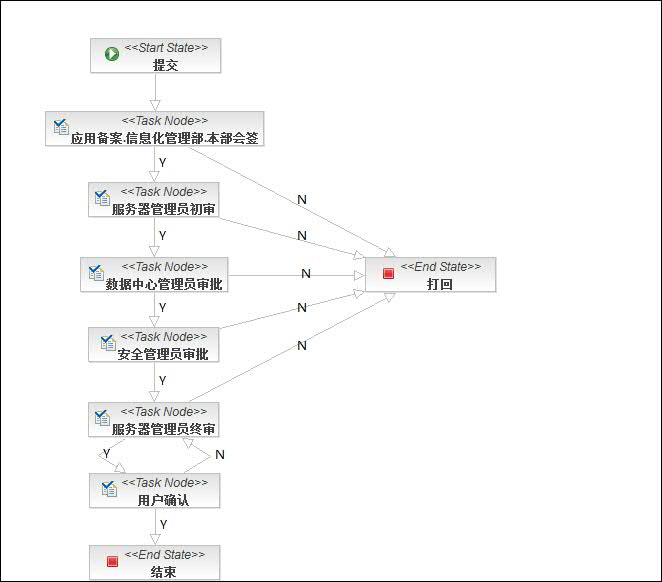 <<Start State>>
提交
<<Task Node>>
应用备案.信息化管理部.本部会签
Y
N
<<Task Node>>
服务器管理员初审
Y
N
<<Task Node>>
数据中心管理员审批
N
<<End State>>
打回
Y
N
<<Task Node>>
安全管理员审批
N
Y
<<Task Node>>
服务器管理员终审
Y
N
<<Task Node>>
用户确认
Y
<<End State>>
结束